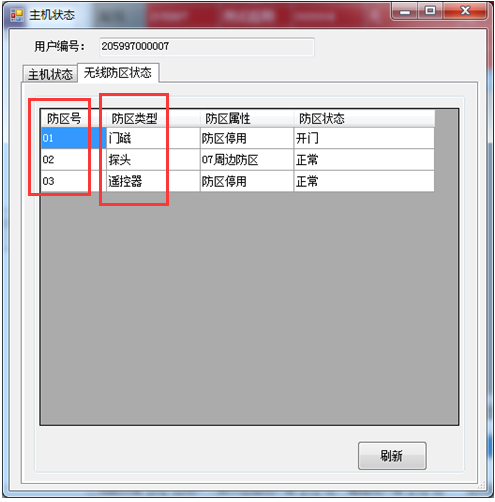 主机状态
用户编号： 205997000007
主机状态 无线防区状态
防区号 防区类型 防区属性 防区状态
01 门磁 防区停用 开门
02 探头 07周边防区 正常
03 遥控器 防区停用 正常
刷新